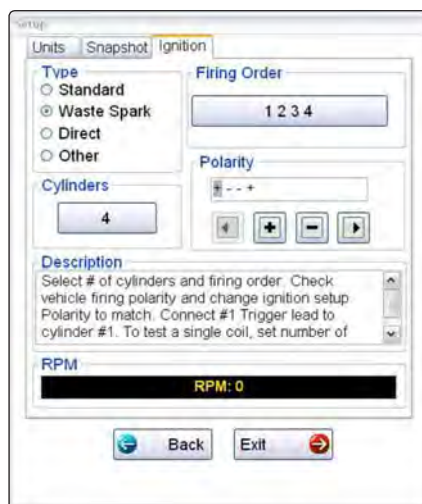 Setup
Units Snapshot Ignition
Type
Standard
Waste Spark
Direct
Other
Firing Order
1 2 3 4
Cylinders
4
Polarity
+ - - +
Description
Select # of cylinders and firing order. Check
vehicle firing polarity and change ignition setup
Polarity to match. Connect #1 Trigger lead to
cylinder #1. To test a single coil, set number of
RPM
RPM: 0
Back Exit